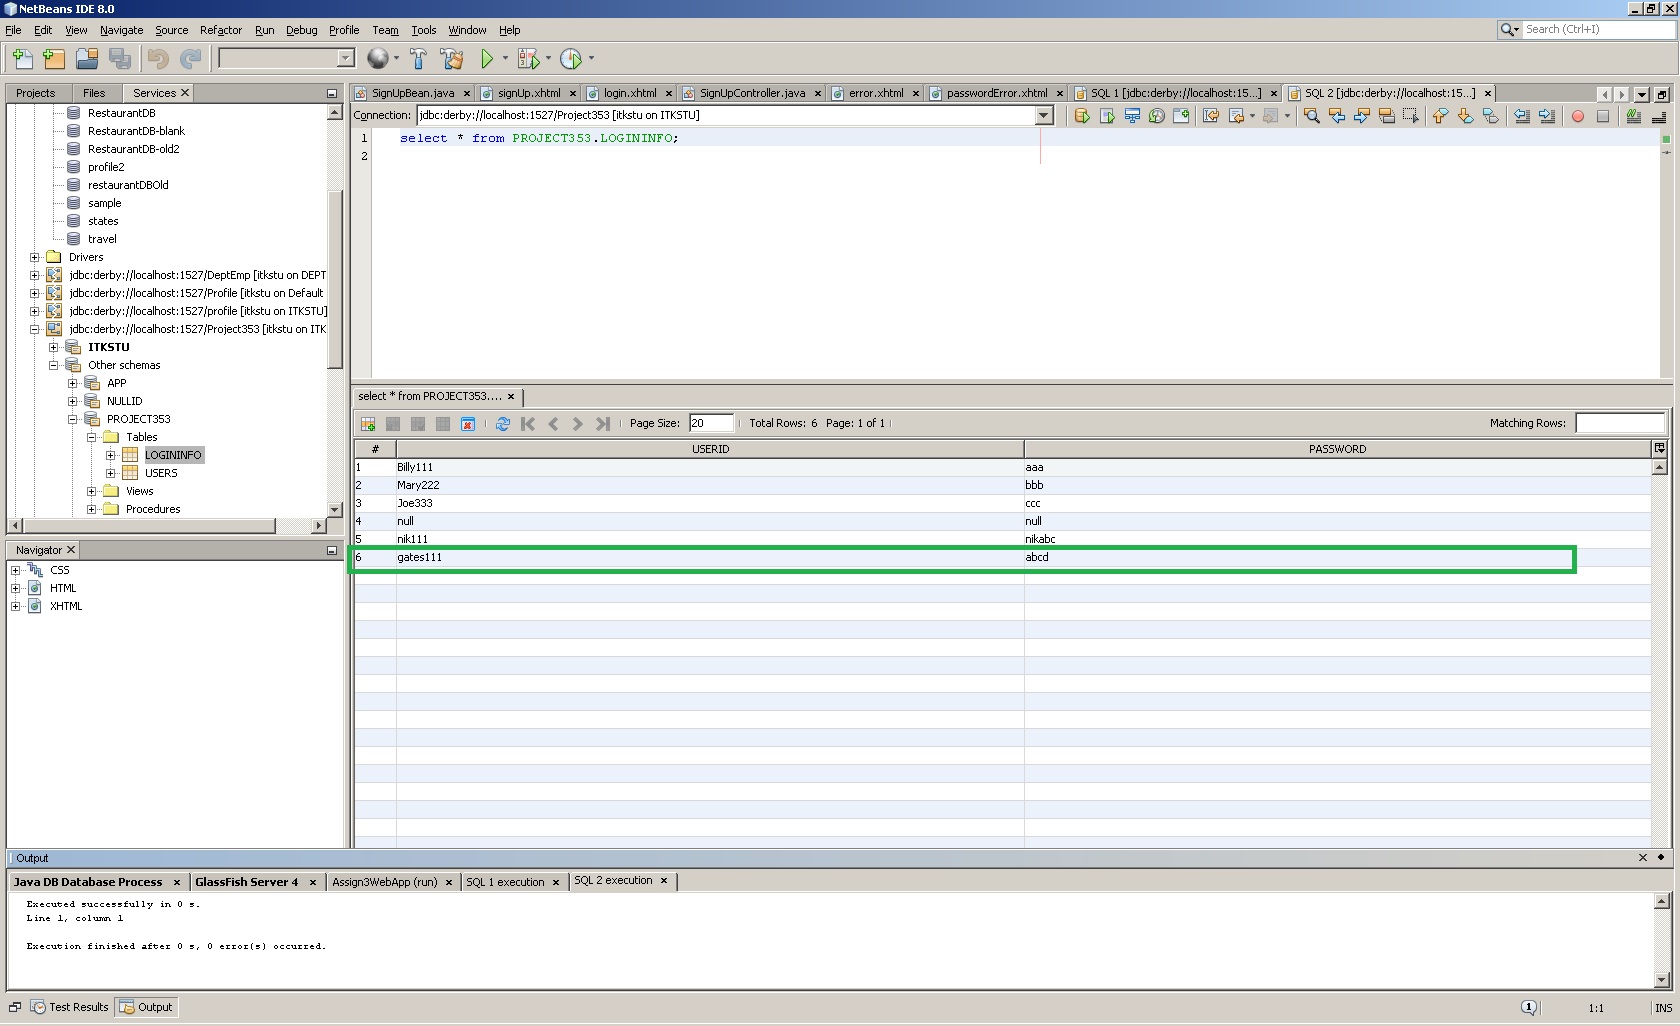 NetBeans IDE 8.0
File Edit View Navigate Source Refactor Run Debug Profile Team Tools Window Help
Search (Ctrl+I)
Projects Files Services
SignUpBean.java signUp.xhtml login.xhtml SignUpController.java error.xhtml passwordError.xhtml SQL 1 [jdbc:derby://localhost:15...] SQL 2 [jdbc:derby://localhost:15...]
Connection: jdbc:derby://localhost:1527/Project353 [itkstu on ITKSTU]
1 select * from PROJECT353.LOGININFO;
2
RestaurantDB
RestaurantDB-blank
RestaurantDB-old2
profile2
restaurantDBOld
sample
states
travel
Drivers
jdbc:derby://localhost:1527/DeptEmp [itkstu on DEPT
jdbc:derby://localhost:1527/Profile [itkstu on Default
jdbc:derby://localhost:1527/profile [itkstu on ITKSTU]
jdbc:derby://localhost:1527/Project353 [itkstu on ITK
ITKSTU
Other schemas
APP
NULLID
PROJECT353
Tables
LOGININFO
USERS
Views
Procedures
select * from PROJECT353....
Page Size: 20 Total Rows: 6 Page: 1 of 1 Matching Rows:
# USERID PASSWORD
1 Billy111 aaa
2 Mary222 bbb
3 Joe333 ccc
4 null null
5 nik111 nikabc
6 gates111 abcd
Navigator
CSS
HTML
XHTML
Output
Java DB Database Process GlassFish Server 4 Assign3WebApp (run) SQL 1 execution SQL 2 execution
Executed successfully in 0 s.
Line 1, column 1
Execution finished after 0 s, 0 error(s) occurred.
Test Results Output
1 1:1 INS